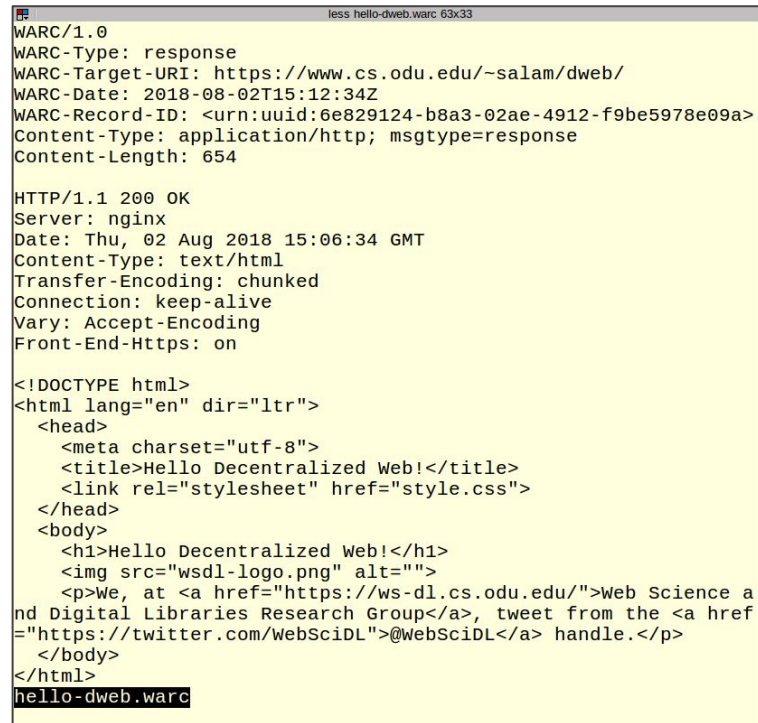 less hello-dweb.warc 63x33
WARC/1.0
WARC-Type: response
WARC-Target-URI: https://www.cs.odu.edu/~salam/dweb/
WARC-Date: 2018-08-02T15:12:34Z
WARC-Record-ID: <urn:uuid:6e829124-b8a3-02ae-4912-f9be5978e09a>
Content-Type: application/http; msgtype=response
Content-Length: 654

HTTP/1.1 200 OK
Server: nginx
Date: Thu, 02 Aug 2018 15:06:34 GMT
Content-Type: text/html
Transfer-Encoding: chunked
Connection: keep-alive
Vary: Accept-Encoding
Front-End-Https: on

<!DOCTYPE html>
<html lang="en" dir="ltr">
  <head>
    <meta charset="utf-8">
    <title>Hello Decentralized Web!</title>
    <link rel="stylesheet" href="style.css">
  </head>
  <body>
    <h1>Hello Decentralized Web!</h1>
    <img src="wsdl-logo.png" alt="">
    <p>We, at <a href="https://ws-dl.cs.odu.edu/">Web Science a
nd Digital Libraries Research Group</a>, tweet from the <a href
="https://twitter.com/WebSciDL">@WebSciDL</a> handle.</p>
  </body>
</html>
hello-dweb.warc